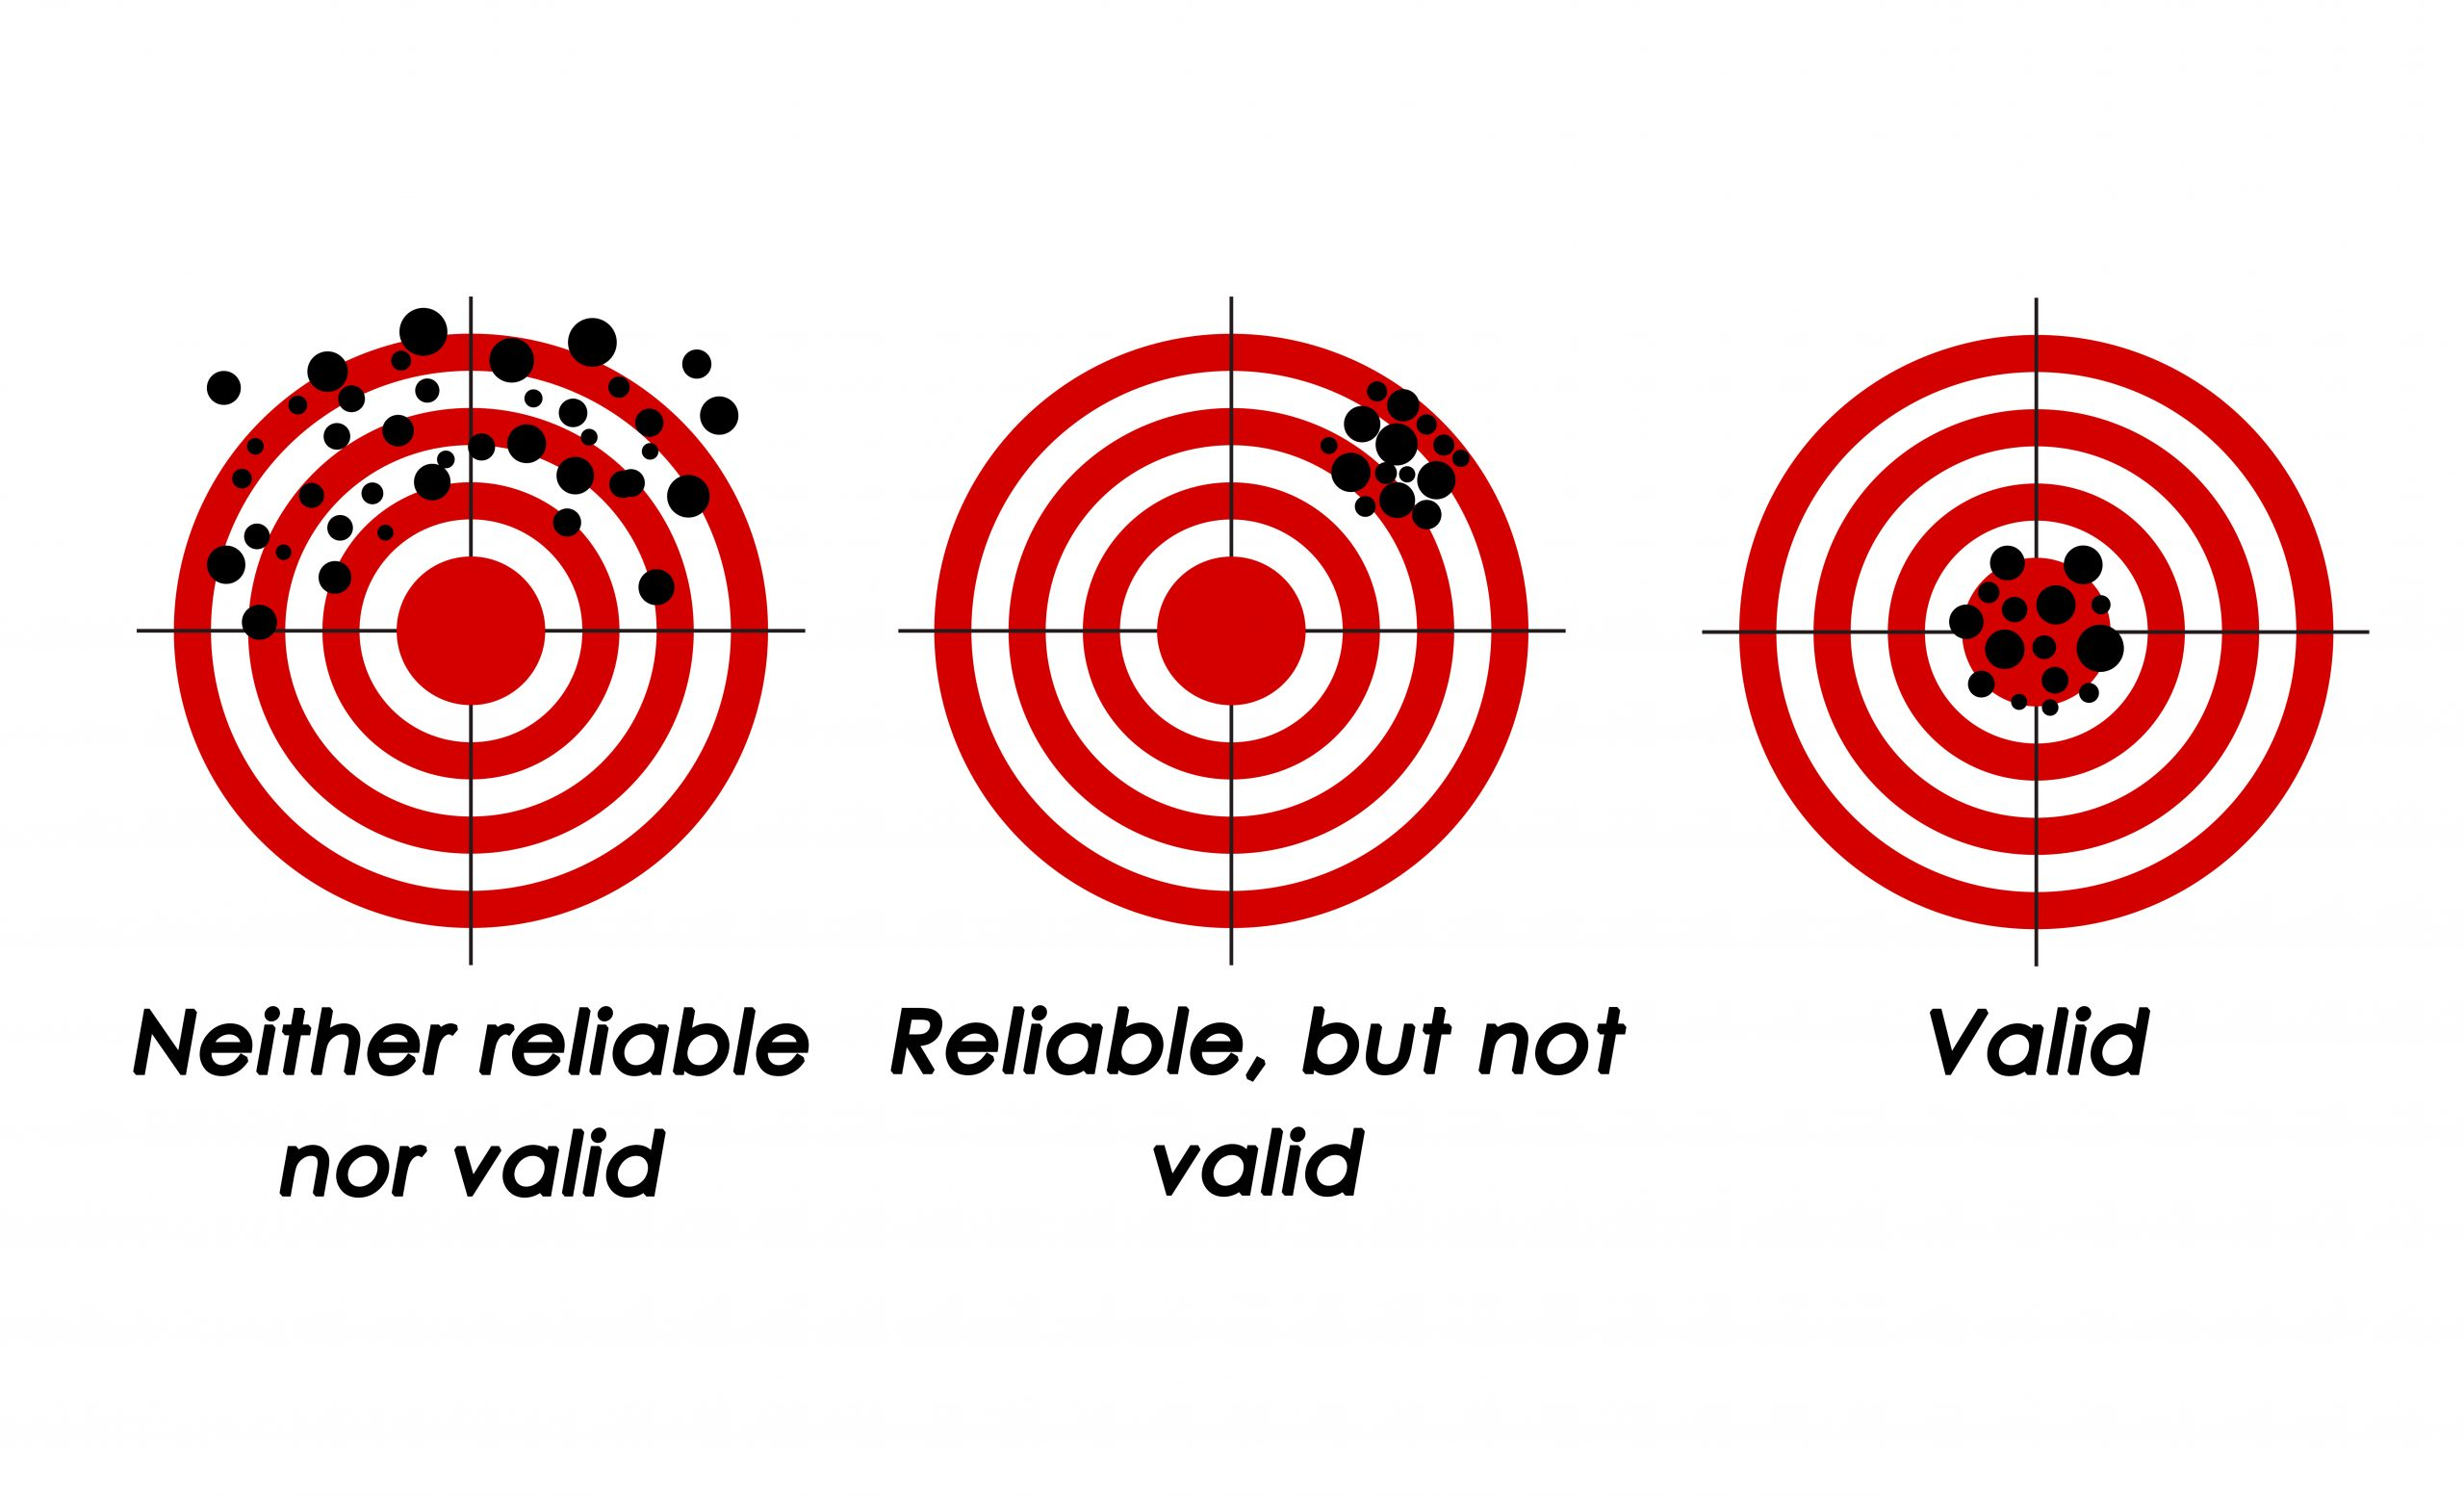 Neither reliable
nor valid
Reliable, but not
valid
Valid